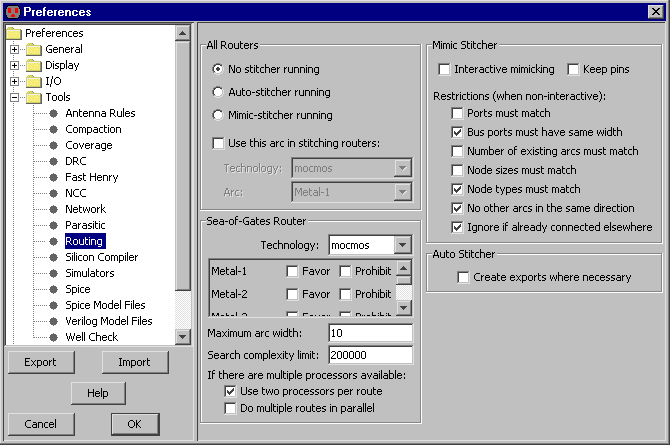 Preferences
Preferences
General
Display
I/O
Tools
Antenna Rules
Compaction
Coverage
DRC
Fast Henry
NCC
Network
Parasitic
Routing
Silicon Compiler
Simulators
Spice
Spice Model Files
Verilog Model Files
Well Check
Export Import
Help
Cancel OK
All Routers
No stitcher running
Auto-stitcher running
Mimic-stitcher running
Use this arc in stitching routers:
Technology: mocmos
Arc: Metal-1
Sea-of-Gates Router
Technology: mocmos
Metal-1 Favor Prohibit
Metal-2 Favor Prohibit
Maximum arc width: 10
Search complexity limit: 200000
If there are multiple processors available:
Use two processors per route
Do multiple routes in parallel
Mimic Stitcher
Interactive mimicking Keep pins
Restrictions (when non-interactive):
Ports must match
Bus ports must have same width
Number of existing arcs must match
Node sizes must match
Node types must match
No other arcs in the same direction
Ignore if already connected elsewhere
Auto Stitcher
Create exports where necessary